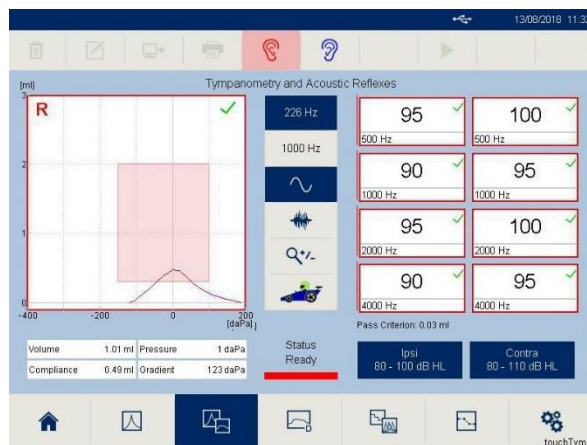 13/08/2018 11:32
Tympanometry and Acoustic Reflexes
[ml]
3
R
2
1
0
-400 -200 0 200
[daPa]
226 Hz
1000 Hz
95 100
500 Hz 500 Hz
90 95
1000 Hz 1000 Hz
95 100
2000 Hz 2000 Hz
90 95
4000 Hz 4000 Hz
Pass Criterion: 0.03 ml
Volume 1.01 ml Pressure 1 daPa
Compliance 0.49 ml Gradient 123 daPa
Status
Ready
Ipsi
80 - 100 dB HL
Contra
80 - 110 dB HL